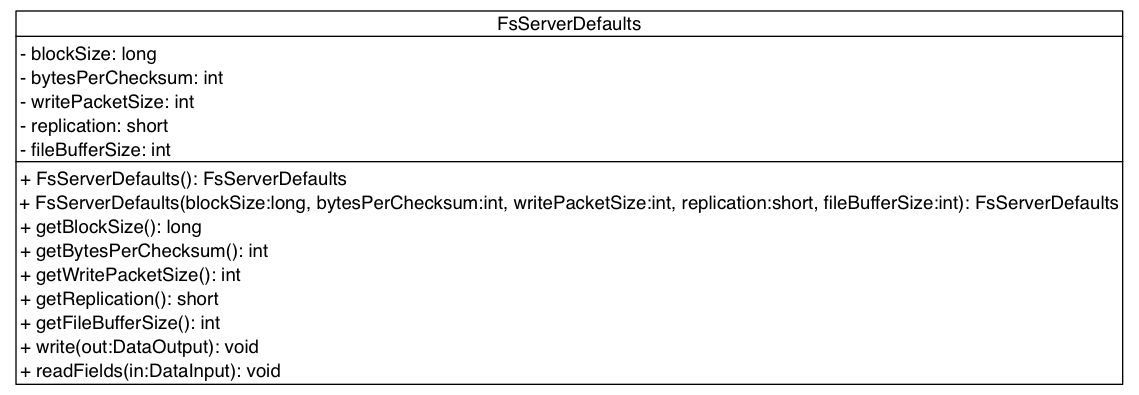 FsServerDefaults
- blockSize: long
- bytesPerChecksum: int
- writePacketSize: int
- replication: short
- fileBufferSize: int
+ FsServerDefaults(): FsServerDefaults
+ FsServerDefaults(blockSize:long, bytesPerChecksum:int, writePacketSize:int, replication:short, fileBufferSize:int): FsServerDefaults
+ getBlockSize(): long
+ getBytesPerChecksum(): int
+ getWritePacketSize(): int
+ getReplication(): short
+ getFileBufferSize(): int
+ write(out:DataOutput): void
+ readFields(in:DataInput): void